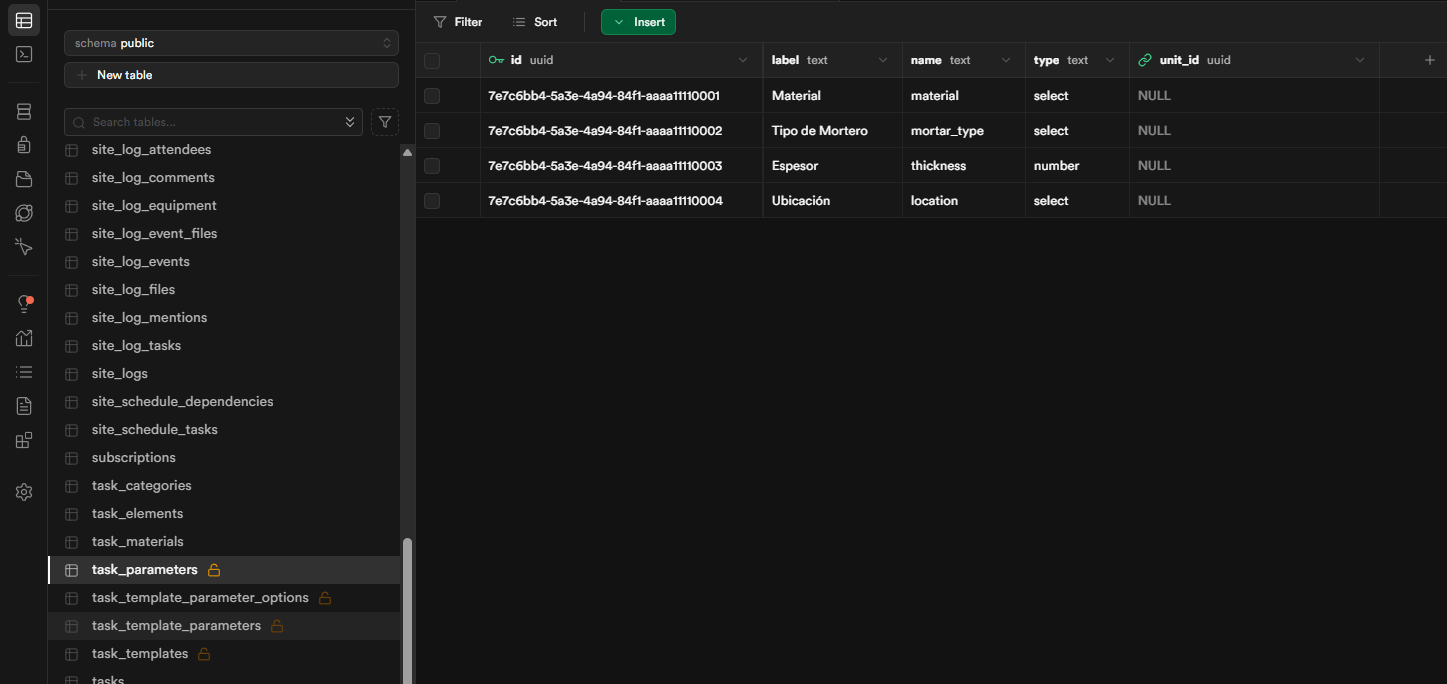 schema public
New table
Search tables...
site_log_attendees
site_log_comments
site_log_equipment
site_log_event_files
site_log_events
site_log_files
site_log_mentions
site_log_tasks
site_logs
site_schedule_dependencies
site_schedule_tasks
subscriptions
task_categories
task_elements
task_materials
task_parameters
task_template_parameter_options
task_template_parameters
task_templates
tasks
Filter Sort Insert
id uuid label text name text type text unit_id uuid
7e7c6bb4-5a3e-4a94-84f1-aaaa11110001 Material material select NULL
7e7c6bb4-5a3e-4a94-84f1-aaaa11110002 Tipo de Mortero mortar_type select NULL
7e7c6bb4-5a3e-4a94-84f1-aaaa11110003 Espesor thickness number NULL
7e7c6bb4-5a3e-4a94-84f1-aaaa11110004 Ubicación location select NULL